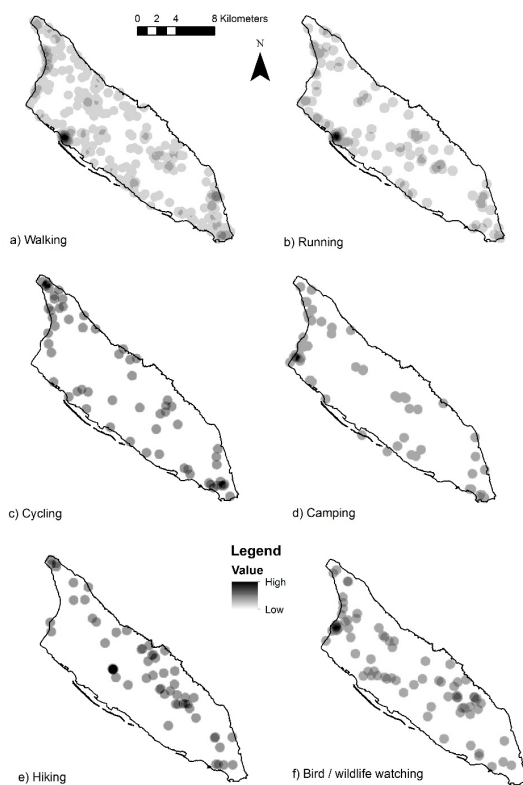 0 2 4 8 Kilometers
N
a) Walking
b) Running
c) Cycling
d) Camping
Legend
Value
High
Low
e) Hiking
f) Bird / wildlife watching